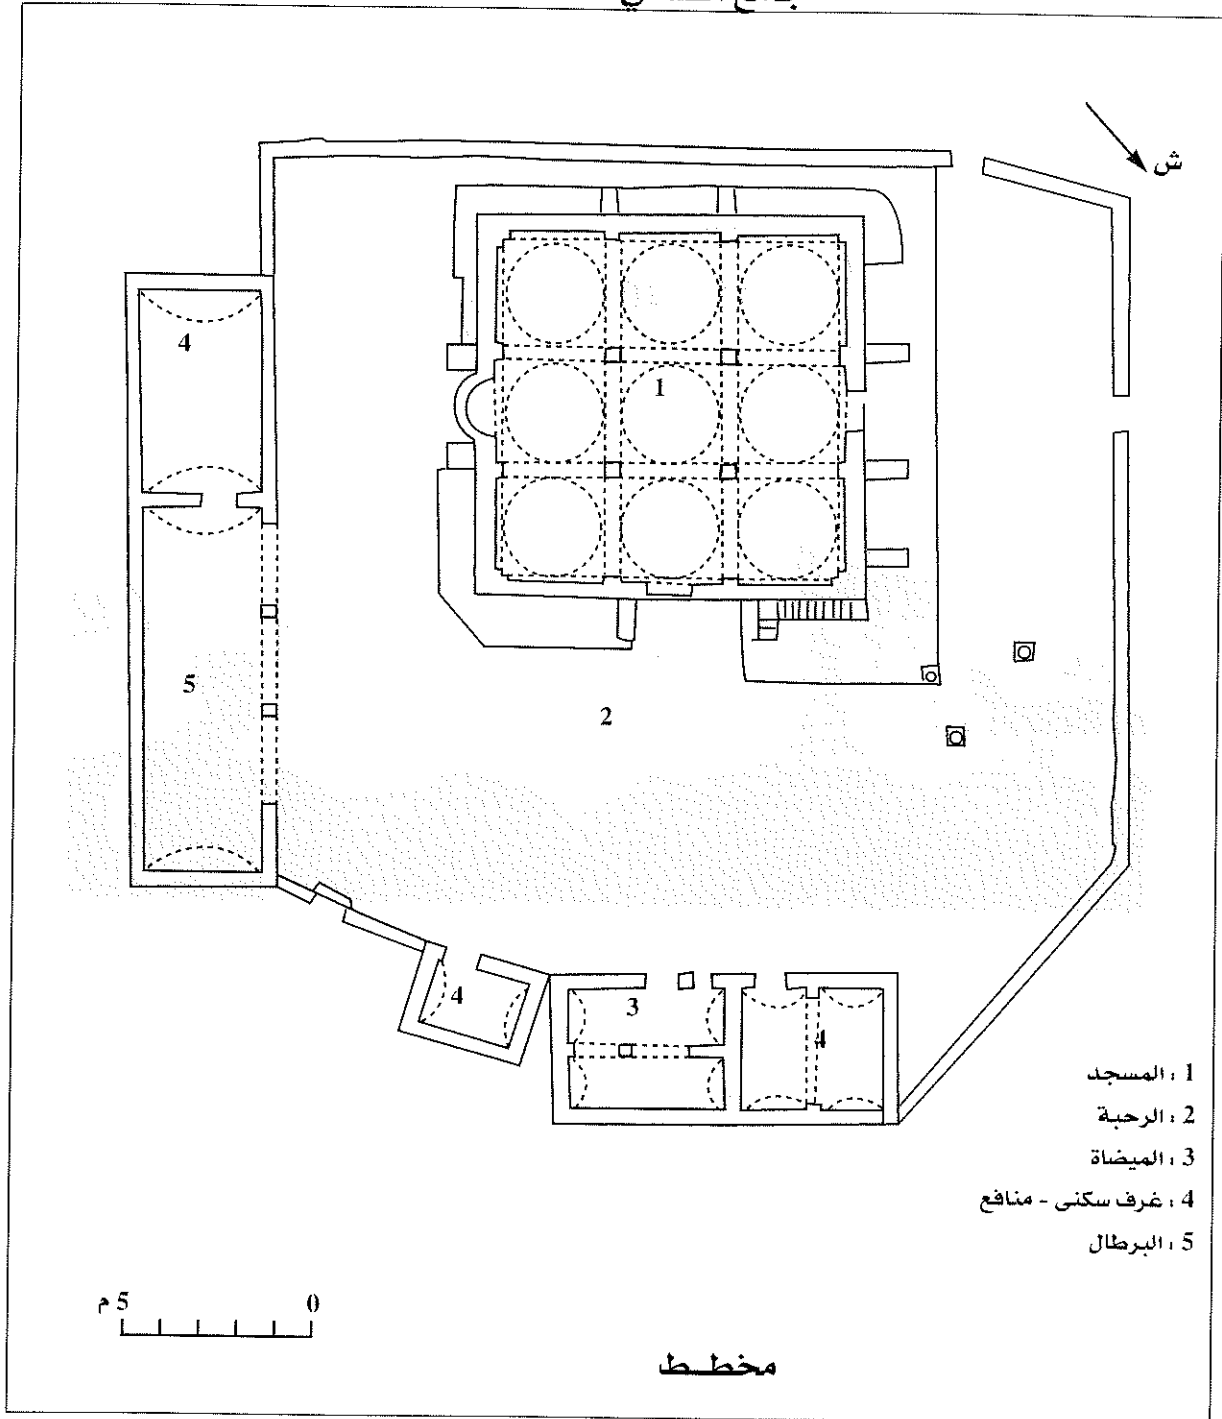 ش
4
1
5
2
4
3
4
1 : المسجد
2 : الرحبة
3 : الميضاة
4 : غرف سكنى - منافع
5 : البرطال
5 م
0
مخطط